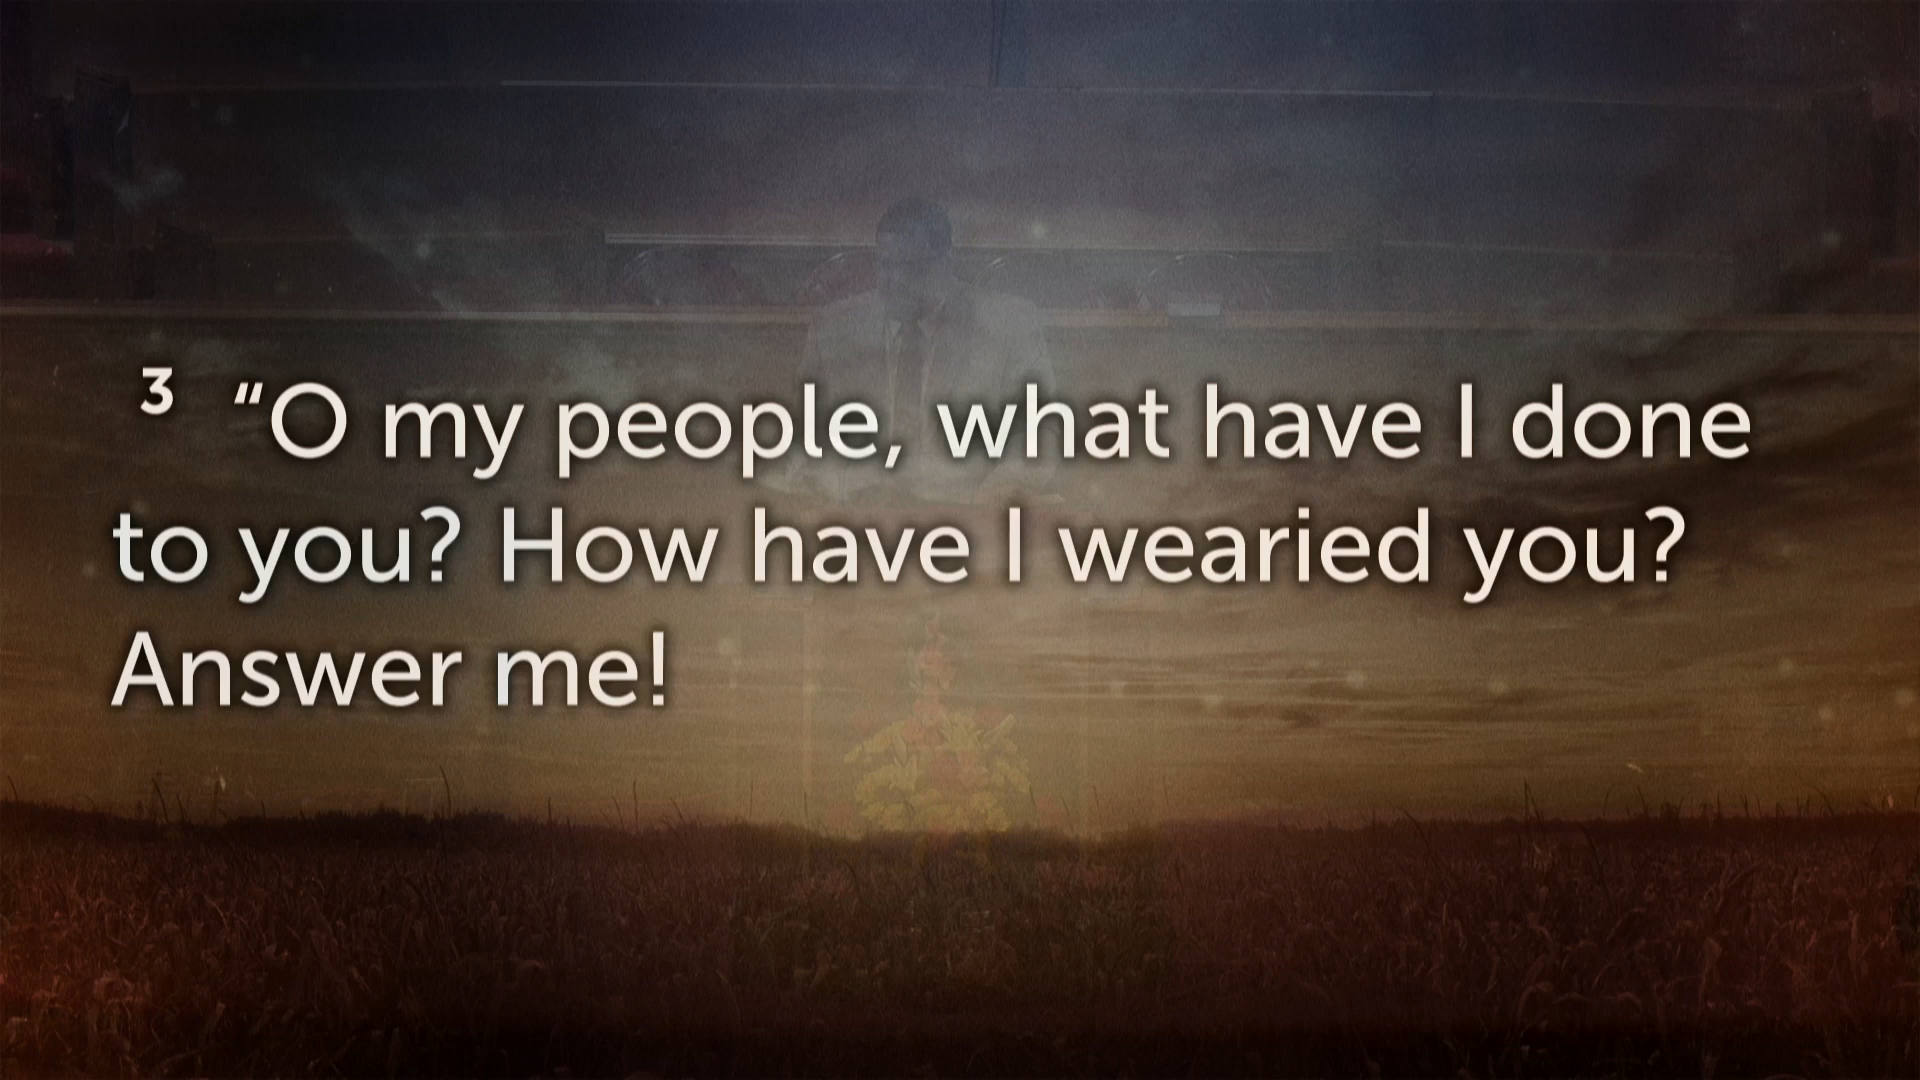 3 “O my people, what have I done
to you? How have I wearied you?
Answer me!